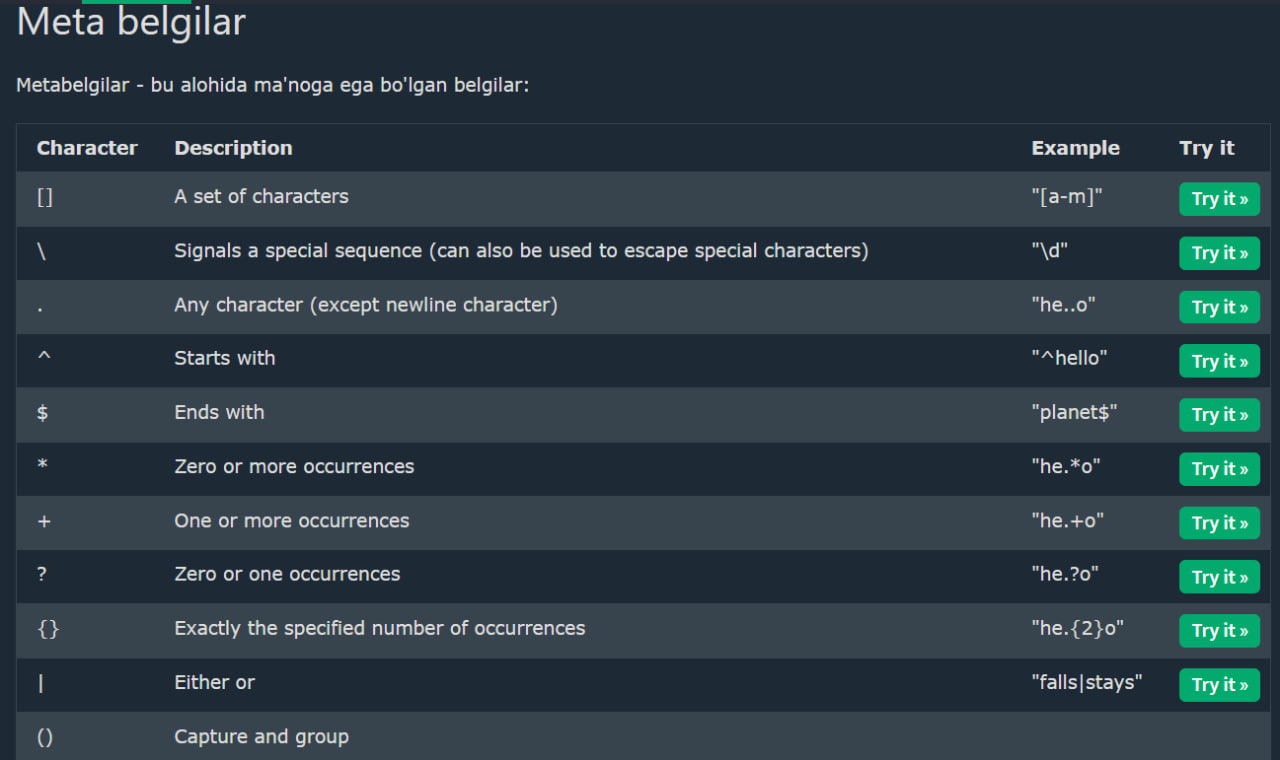 Meta belgilar
Metabelgilar - bu alohida ma'noga ega bo'lgan belgilar:
Character Description Example Try it
[] A set of characters "[a-m]" Try it »
\ Signals a special sequence (can also be used to escape special characters) "\d" Try it »
. Any character (except newline character) "he..o" Try it »
^ Starts with "^hello" Try it »
$ Ends with "planet$" Try it »
* Zero or more occurrences "he.*o" Try it »
+ One or more occurrences "he.+o" Try it »
? Zero or one occurrences "he.?o" Try it »
{} Exactly the specified number of occurrences "he.{2}o" Try it »
| Either or "falls|stays" Try it »
() Capture and group